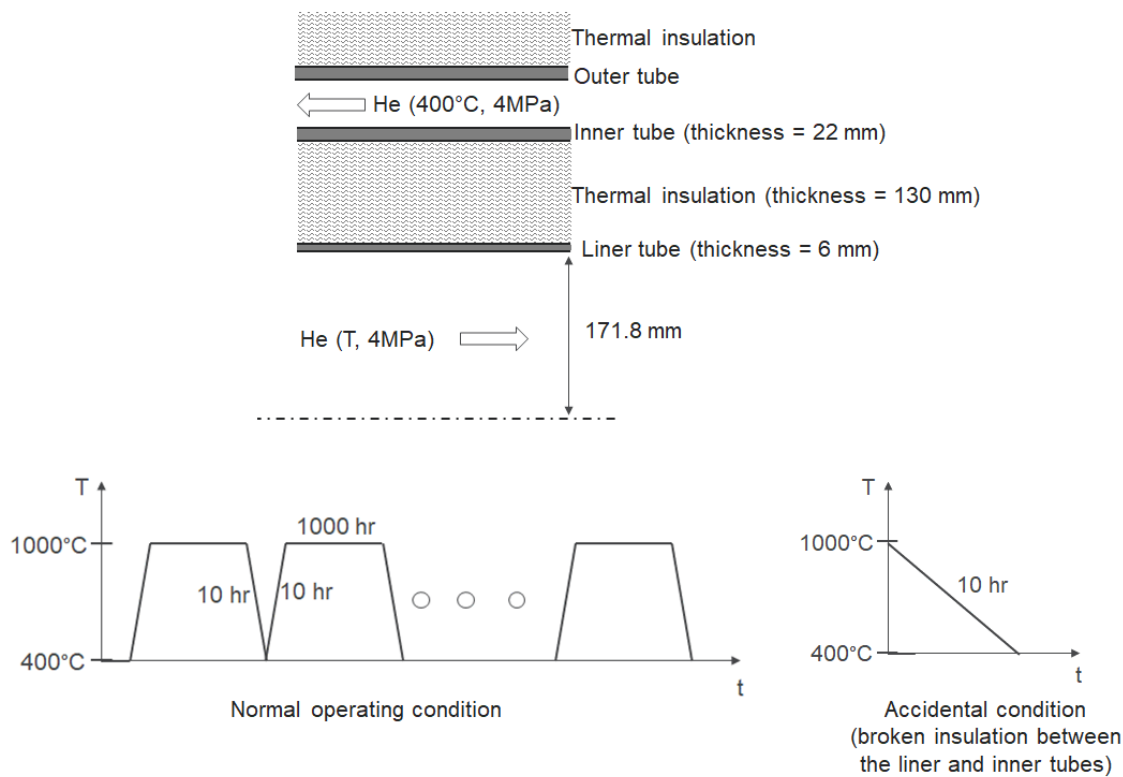 Thermal insulation
Outer tube
He (400°C, 4MPa)
Inner tube (thickness = 22 mm)
Thermal insulation (thickness = 130 mm)
Liner tube (thickness = 6 mm)
171.8 mm
He (T, 4MPa)
T
1000°C
1000 hr
10 hr
10 hr
400°C
t
Normal operating condition
T
1000°C
10 hr
400°C
t
Accidental condition
(broken insulation between
the liner and inner tubes)